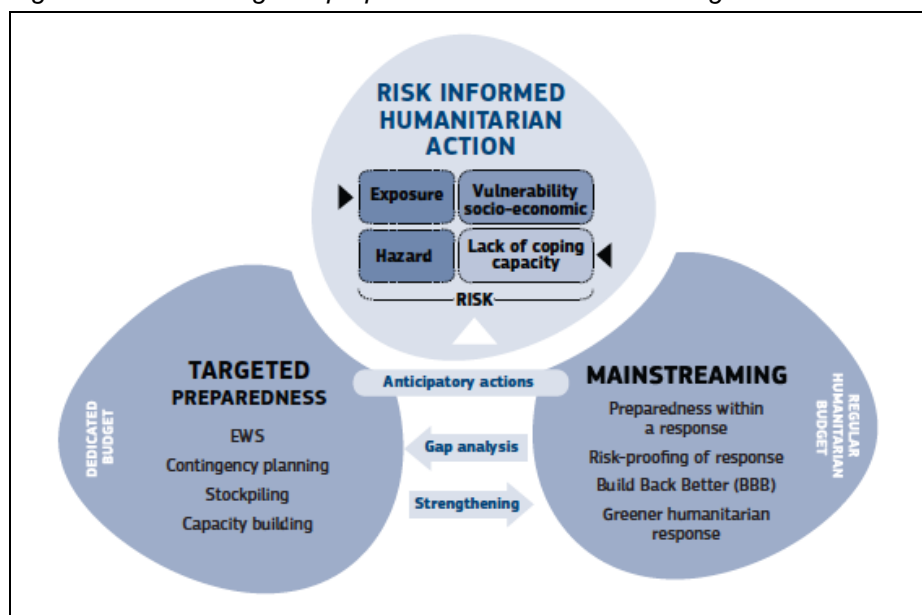 RISK INFORMED
HUMANITARIAN
ACTION
Exposure
Vulnerability
socio-economic
Hazard
Lack of coping
capacity
RISK
TARGETED
PREPAREDNESS
EWS
Contingency planning
Stockpiling
Capacity building
DEDICATED
BUDGET
Anticipatory actions
Gap analysis
Strengthening
MAINSTREAMING
Preparedness within
a response
Risk-proofing of response
Build Back Better (BBB)
Greener humanitarian
response
REGULAR
HUMANITARIAN
BUDGET